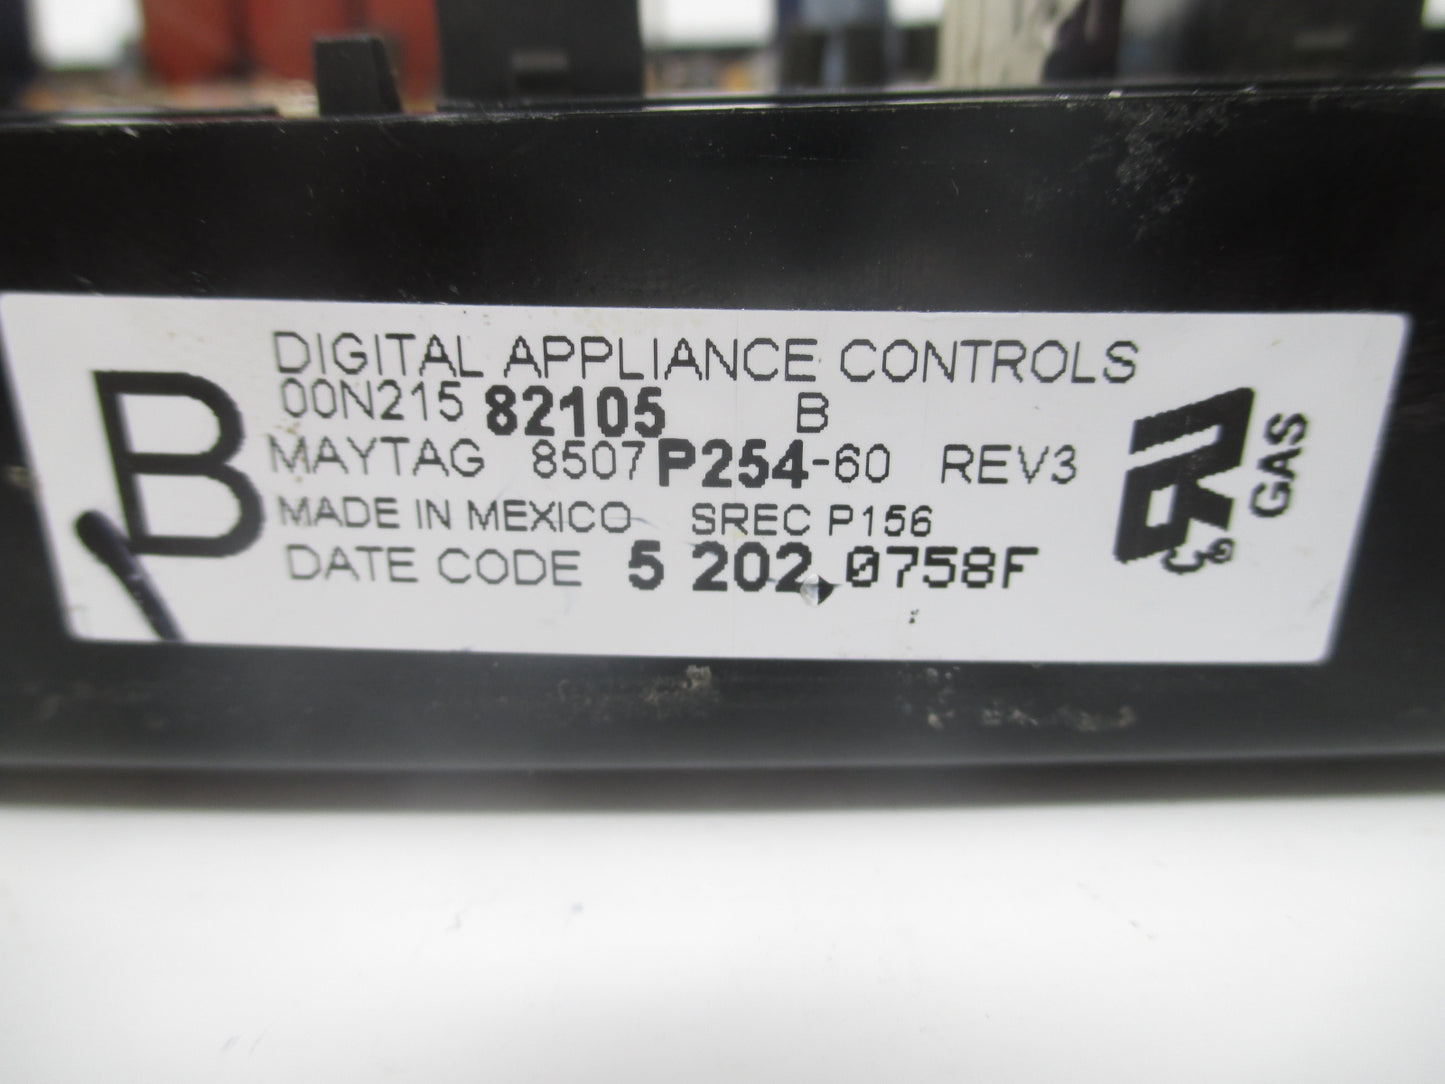 B
DIGITAL APPLIANCE CONTROLS
00N215 82105 B
MAYTAG 8507P254-60 REV3
MADE IN MEXICO SREC P156
DATE CODE 5 202 0758F
GAS